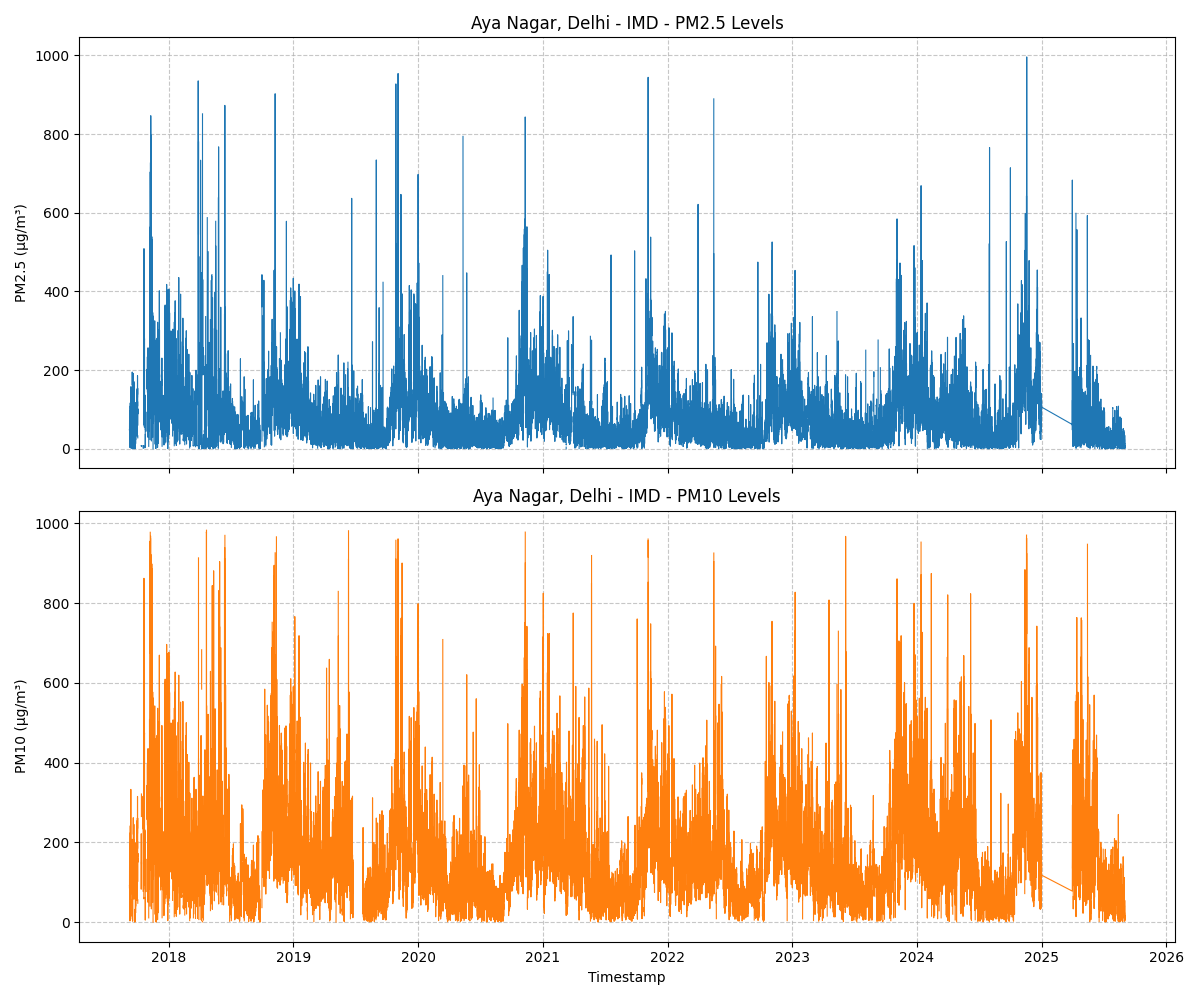 Aya Nagar, Delhi - IMD - PM2.5 Levels
1000
800
600
400
200
0
PM2.5 (µg/m³)
Aya Nagar, Delhi - IMD - PM10 Levels
1000
800
600
400
200
0
PM10 (µg/m³)
2018 2019 2020 2021 2022 2023 2024 2025 2026
Timestamp